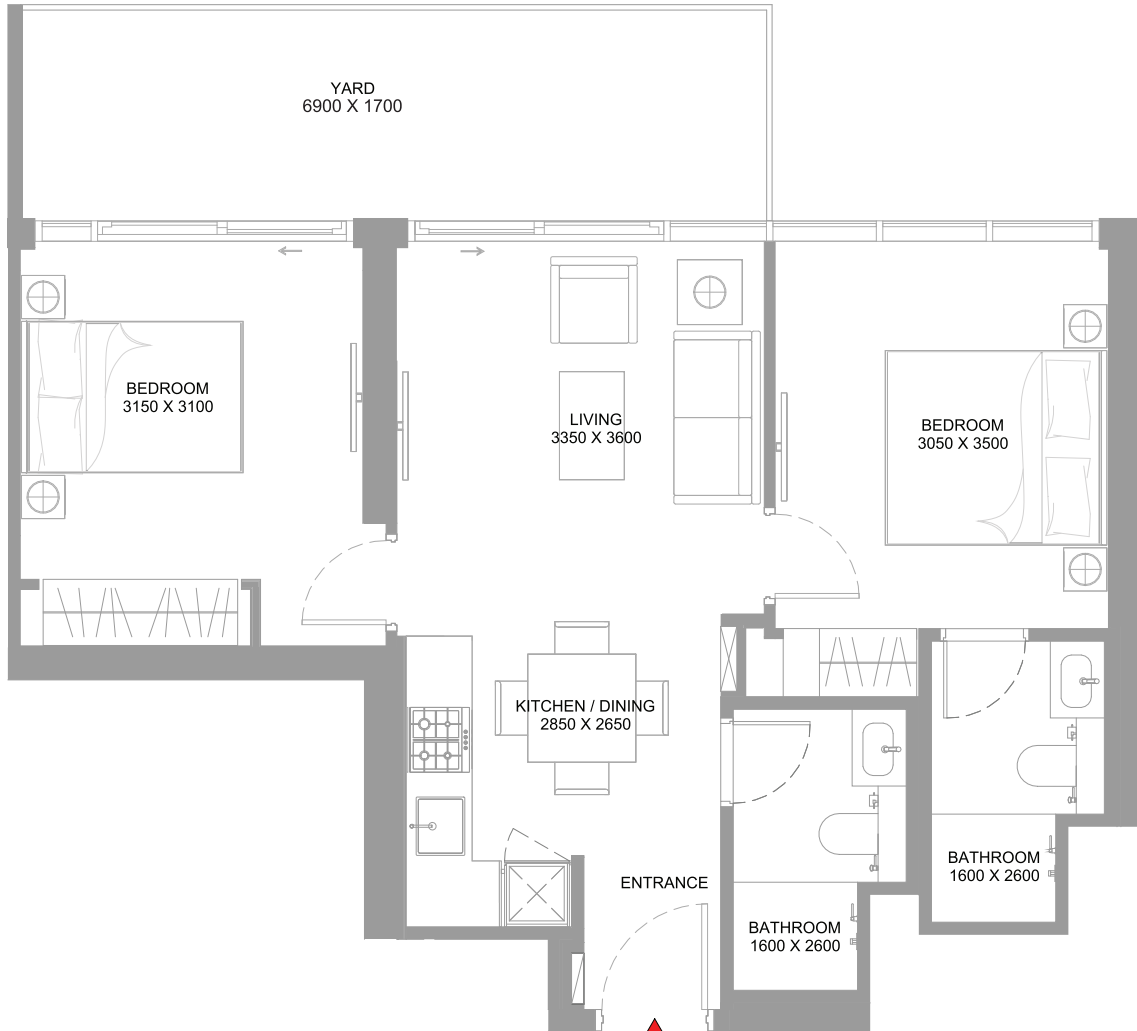 YARD
6900 X 1700
BEDROOM
3150 X 3100
LIVING
3350 X 3600
BEDROOM
3050 X 3500
KITCHEN / DINING
2850 X 2650
ENTRANCE
BATHROOM
1600 X 2600
BATHROOM
1600 X 2600